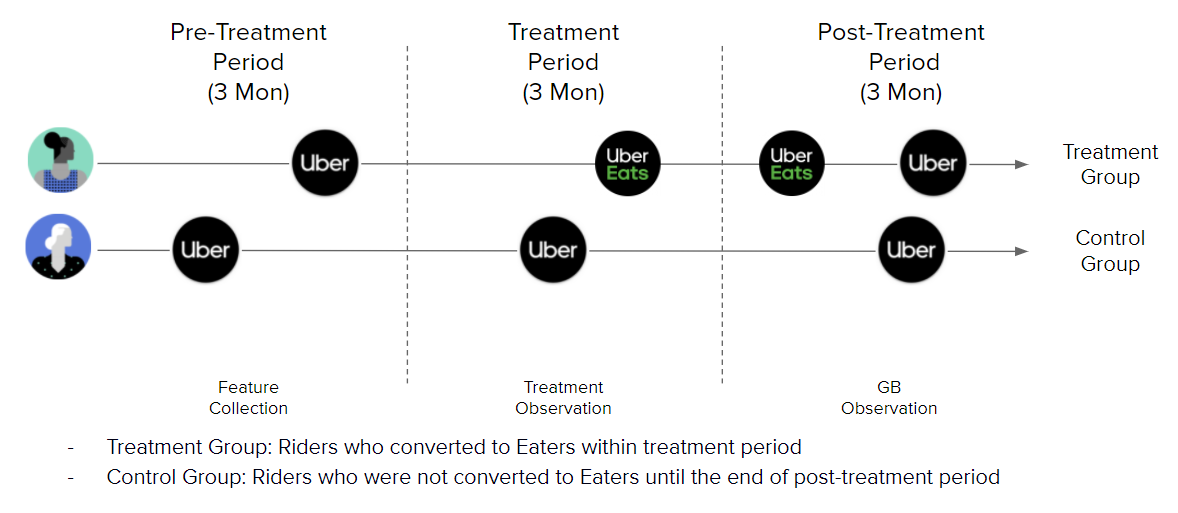 Pre-Treatment
Period
(3 Mon)
Treatment
Period
(3 Mon)
Post-Treatment
Period
(3 Mon)
Uber
Uber
Eats
Uber
Eats
Uber
Treatment
Group
Uber
Uber
Uber
Control
Group
Feature
Collection
Treatment
Observation
GB
Observation
- Treatment Group: Riders who converted to Eaters within treatment period
- Control Group: Riders who were not converted to Eaters until the end of post-treatment period